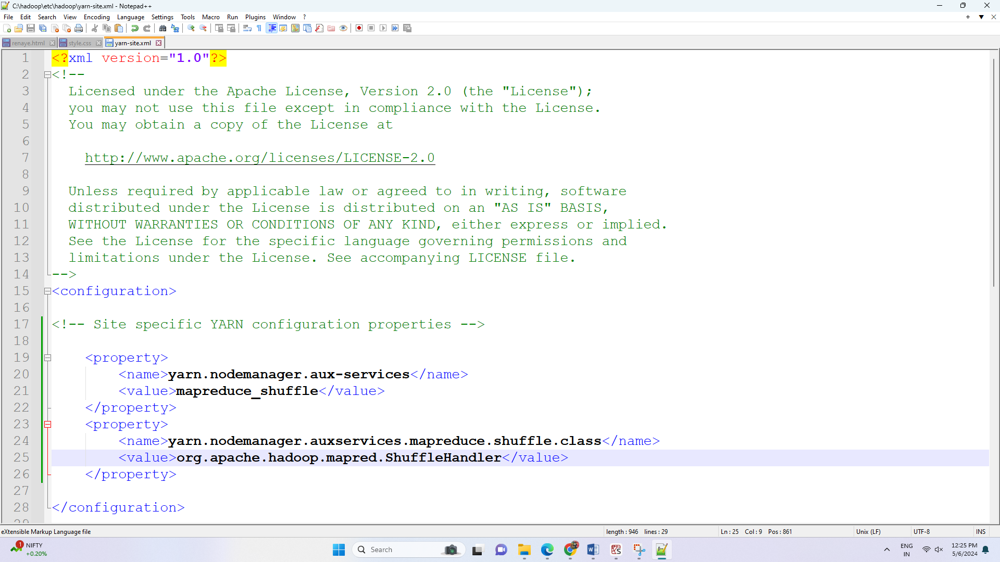 C:\hadoop\etc\hadoop\yarn-site.xml - Notepad++
File Edit Search View Encoding Language Settings Tools Macro Run Plugins Window ?
renaye.html style.css yarn-site.xml
1 <?xml version="1.0"?>
2 <!--
3 Licensed under the Apache License, Version 2.0 (the "License");
4 you may not use this file except in compliance with the License.
5 You may obtain a copy of the License at
6
7 http://www.apache.org/licenses/LICENSE-2.0
8
9 Unless required by applicable law or agreed to in writing, software
10 distributed under the License is distributed on an "AS IS" BASIS,
11 WITHOUT WARRANTIES OR CONDITIONS OF ANY KIND, either express or implied.
12 See the License for the specific language governing permissions and
13 limitations under the License. See accompanying LICENSE file.
14 -->
15 <configuration>
16
17 <!-- Site specific YARN configuration properties -->
18
19 <property>
20 <name>yarn.nodemanager.aux-services</name>
21 <value>mapreduce_shuffle</value>
22 </property>
23 <property>
24 <name>yarn.nodemanager.auxservices.mapreduce.shuffle.class</name>
25 <value>org.apache.hadoop.mapred.ShuffleHandler</value>
26 </property>
27
28 </configuration>
29
eXtensible Markup Language file length : 946 lines : 29 Ln : 25 Col : 9 Pos : 861 Unix (LF) UTF-8 INS
1 NIFTY
+0.20%
Search
ENG
IN
12:25 PM
5/6/2024